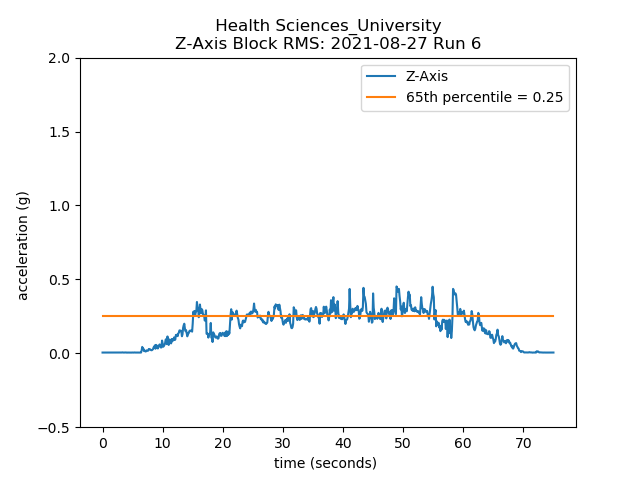 Health Sciences_University
Z-Axis Block RMS: 2021-08-27 Run 6
Z-Axis
65th percentile = 0.25
2.0
1.5
1.0
0.5
0.0
−0.5
acceleration (g)
0 10 20 30 40 50 60 70
time (seconds)